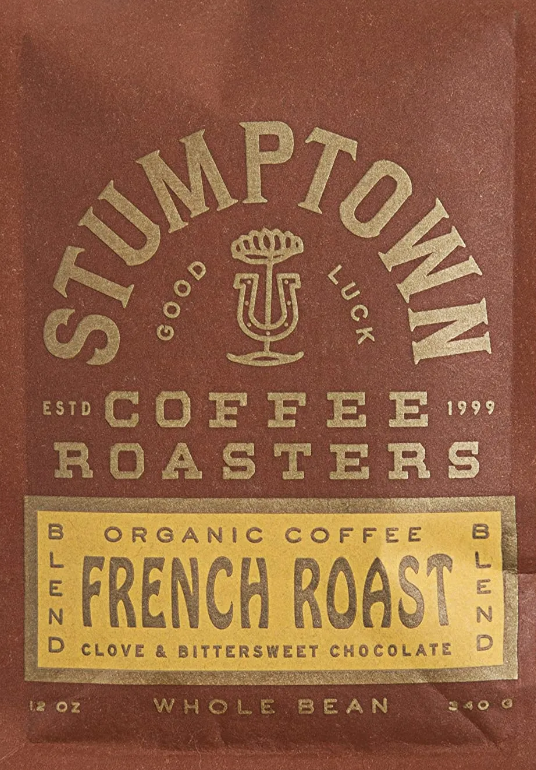 STUMPTOWN
GOOD LUCK
ESTD COFFEE 1999
ROASTERS
BLEND
ORGANIC COFFEE
FRENCH ROAST
CLOVE & BITTERSWEET CHOCOLATE
BLEND
12 OZ WHOLE BEAN 340 G